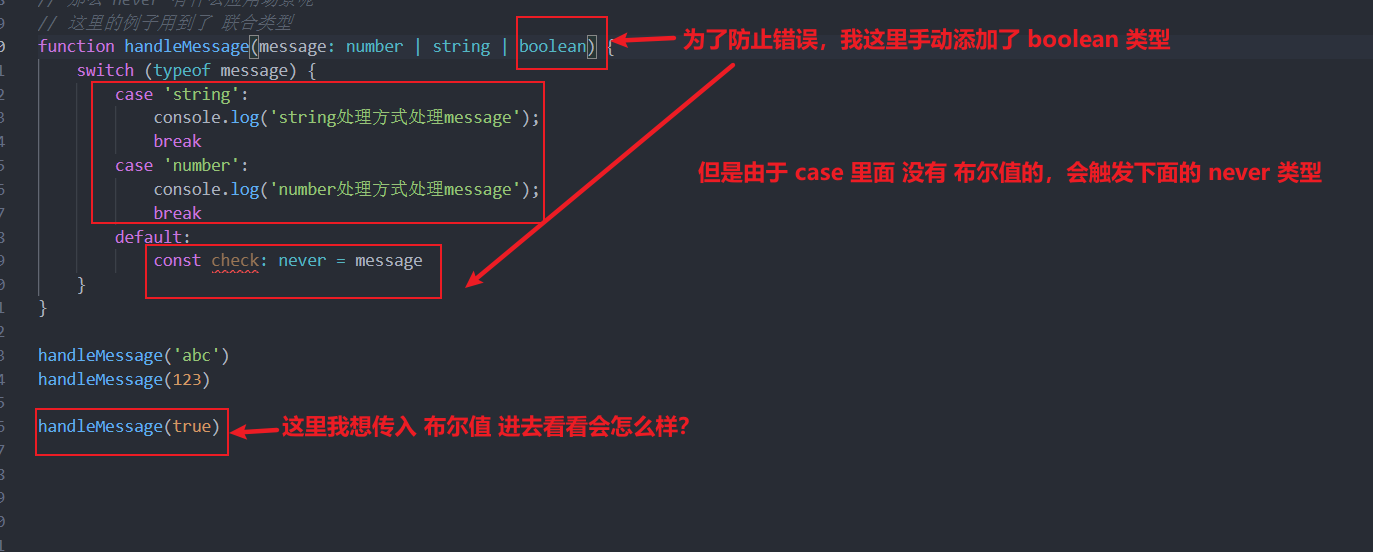 // 那么 never 有什么应用场景呢
// 这里的例子用到了 联合类型
function handleMessage(message: number | string | boolean) {
为了防止错误，我这里手动添加了 boolean 类型
switch (typeof message) {
case 'string':
console.log('string处理方式处理message');
break
case 'number':
但是由于 case 里面 没有 布尔值的，会触发下面的 never 类型
console.log('number处理方式处理message');
break
default:
const check: never = message
}
}
handleMessage('abc')
handleMessage(123)
handleMessage(true)
这里我想传入 布尔值 进去看看会怎么样?